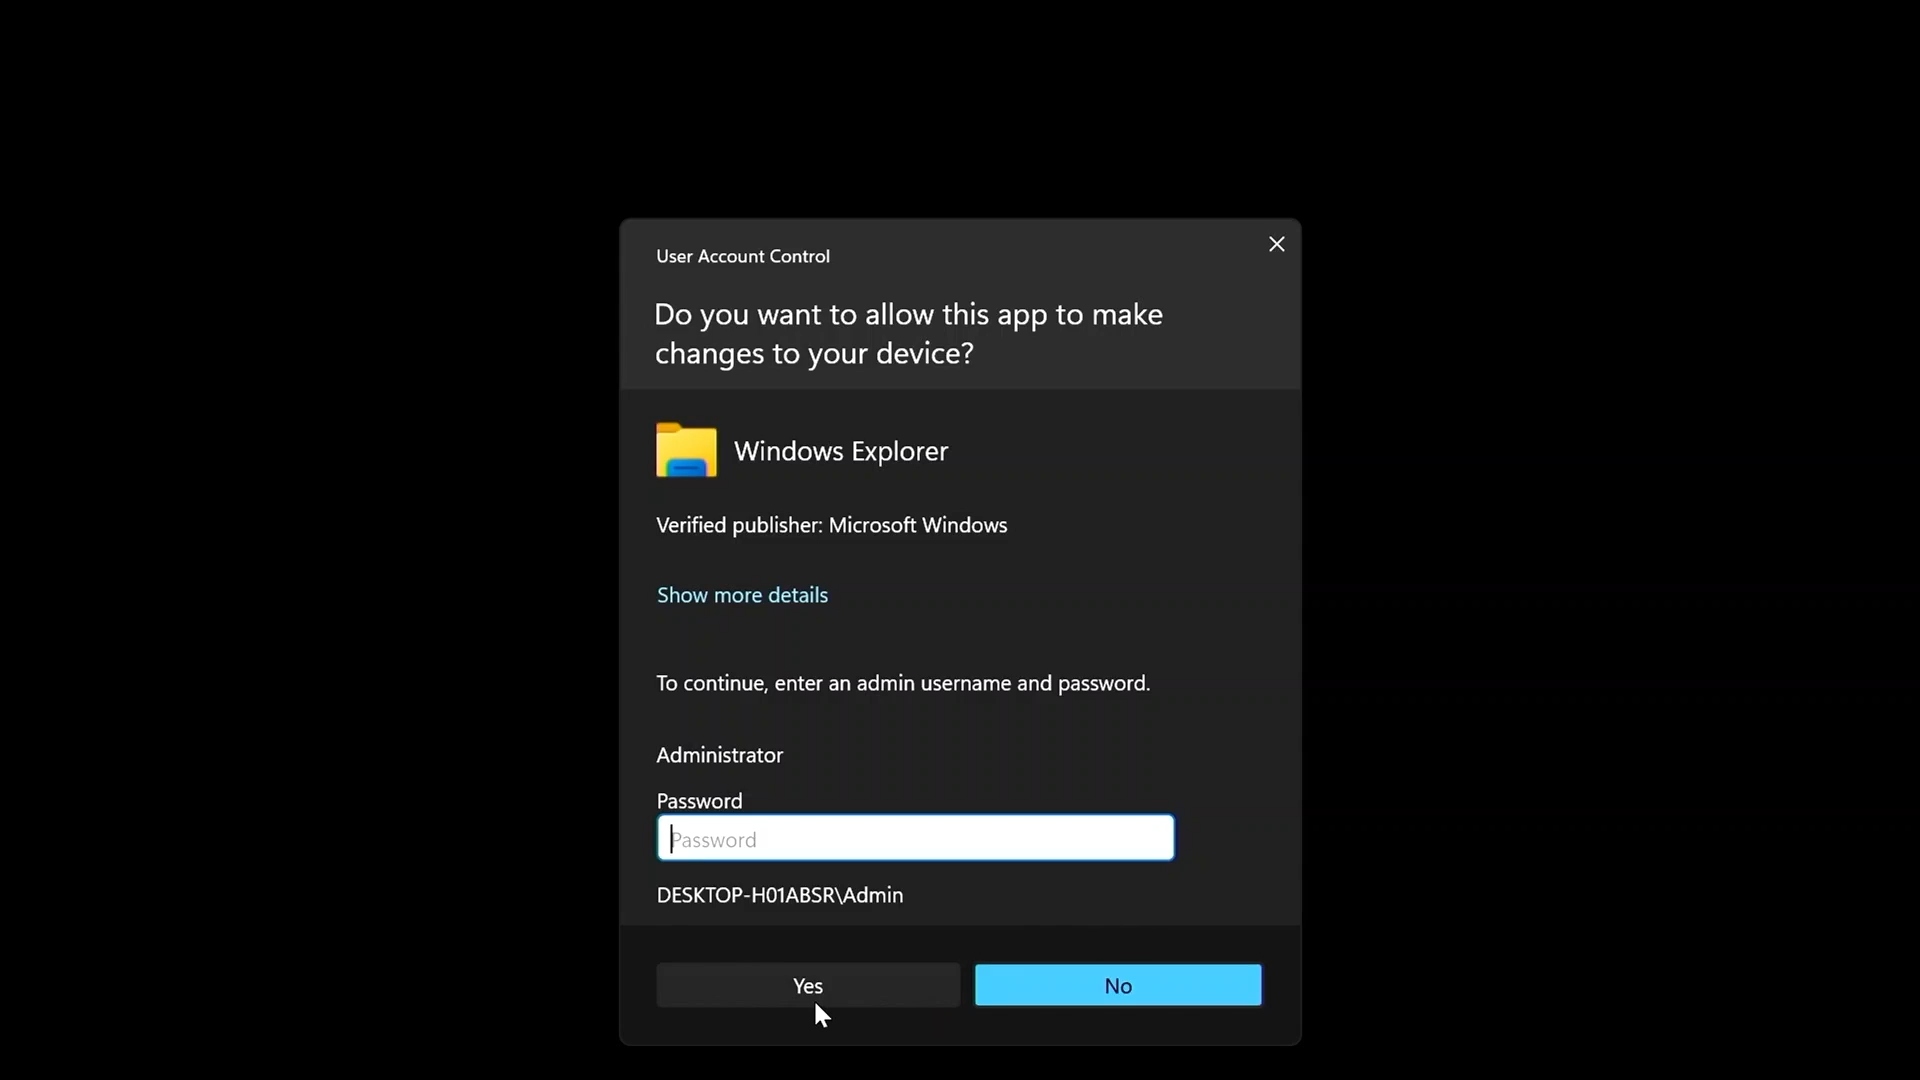 User Account Control
Do you want to allow this app to make
changes to your device?
Windows Explorer
Verified publisher: Microsoft Windows
Show more details
To continue, enter an admin username and password.
Administrator
Password
Password
DESKTOP-H01ABSR\Admin
Yes
No